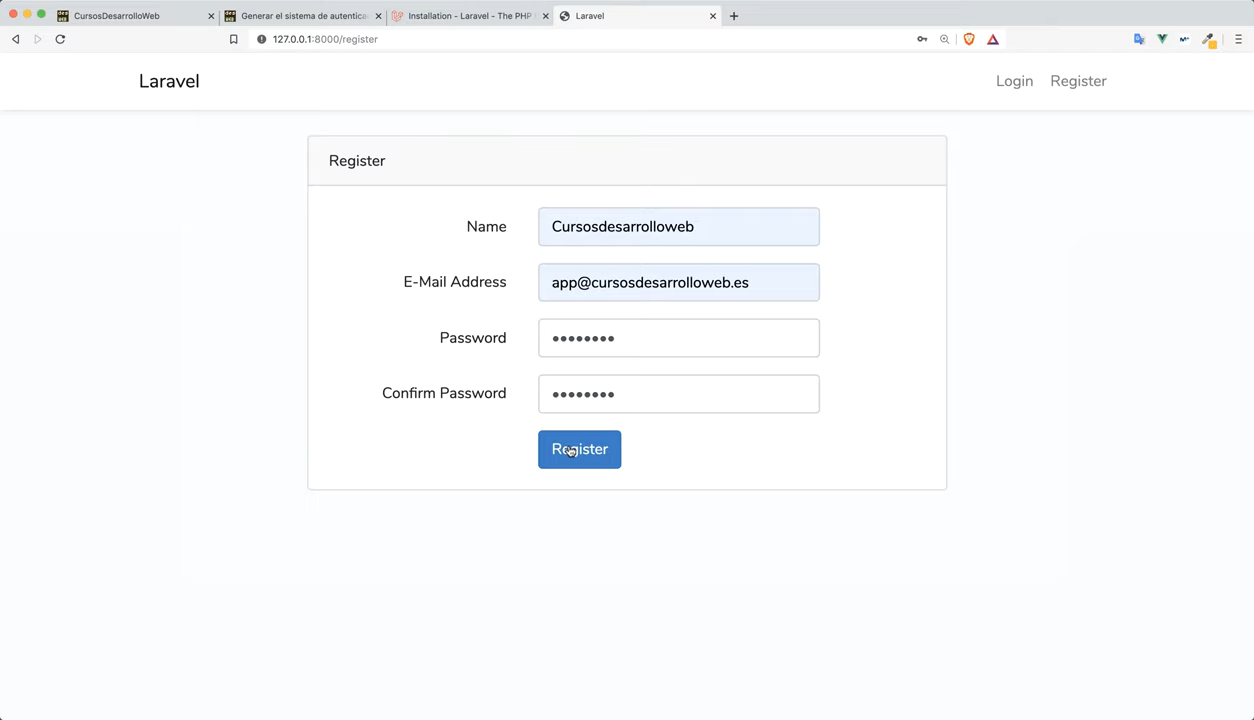 CursosDesarrolloWeb
Generar el sistema de autentica
Installation - Laravel - The PHP
Laravel
127.0.0.1:8000/register
Laravel
Login
Register
Register
Name
Cursosdesarrolloweb
E-Mail Address
app@cursosdesarrolloweb.es
Password
••••••••
Confirm Password
••••••••
Register